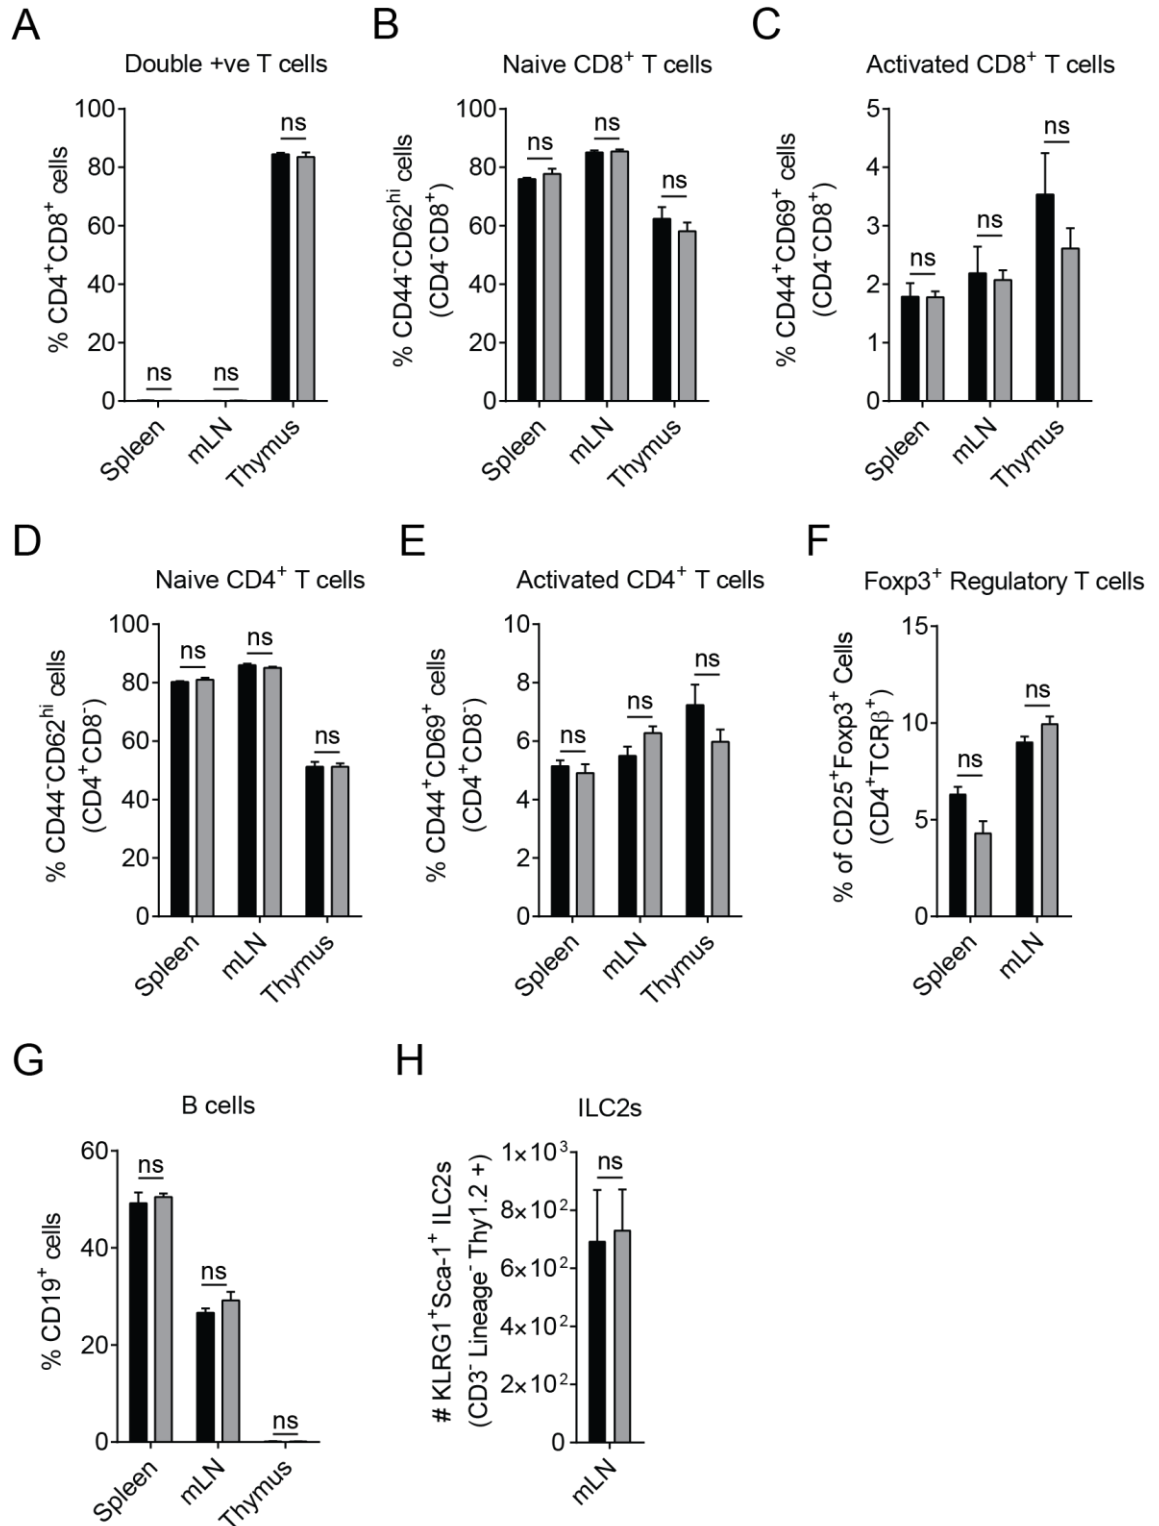 A
Double +ve T cells
% CD4⁺CD8⁺ cells
100
80
60
40
20
0
ns
ns
ns
Spleen
mLN
Thymus
B
Naive CD8⁺ T cells
% CD44⁻CD62ʰⁱ cells
(CD4⁻CD8⁺)
100
80
60
40
20
0
ns
ns
ns
Spleen
mLN
Thymus
C
Activated CD8⁺ T cells
% CD44⁺CD69⁺ cells
(CD4⁻CD8⁺)
5
4
3
2
1
0
ns
ns
ns
Spleen
mLN
Thymus
D
Naive CD4⁺ T cells
% CD44⁻CD62ʰⁱ cells
(CD4⁺CD8⁻)
100
80
60
40
20
0
ns
ns
ns
Spleen
mLN
Thymus
E
Activated CD4⁺ T cells
% CD44⁺CD69⁺ cells
(CD4⁺CD8⁻)
10
8
6
4
2
0
ns
ns
ns
Spleen
mLN
Thymus
F
Foxp3⁺ Regulatory T cells
% of CD25⁺Foxp3⁺ Cells
(CD4⁺TCRβ⁺)
15
10
5
0
ns
ns
Spleen
mLN
G
B cells
% CD19⁺ cells
60
40
20
0
ns
ns
ns
Spleen
mLN
Thymus
H
ILC2s
# KLRG1⁺Sca-1⁺ ILC2s
(CD3⁻ Lineage⁻ Thy1.2 +)
1×10³
8×10²
6×10²
4×10²
2×10²
0
ns
mLN